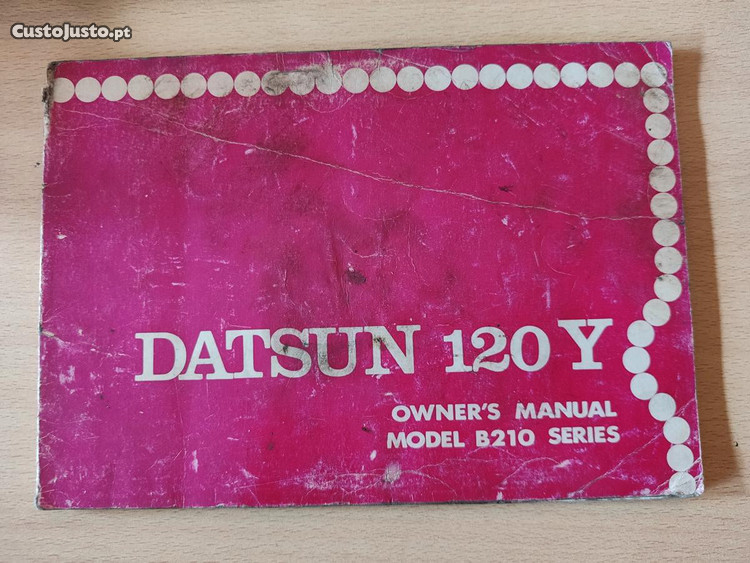 CustoJusto.pt
DATSUN 120Y
OWNER'S MANUAL
MODEL B210 SERIES